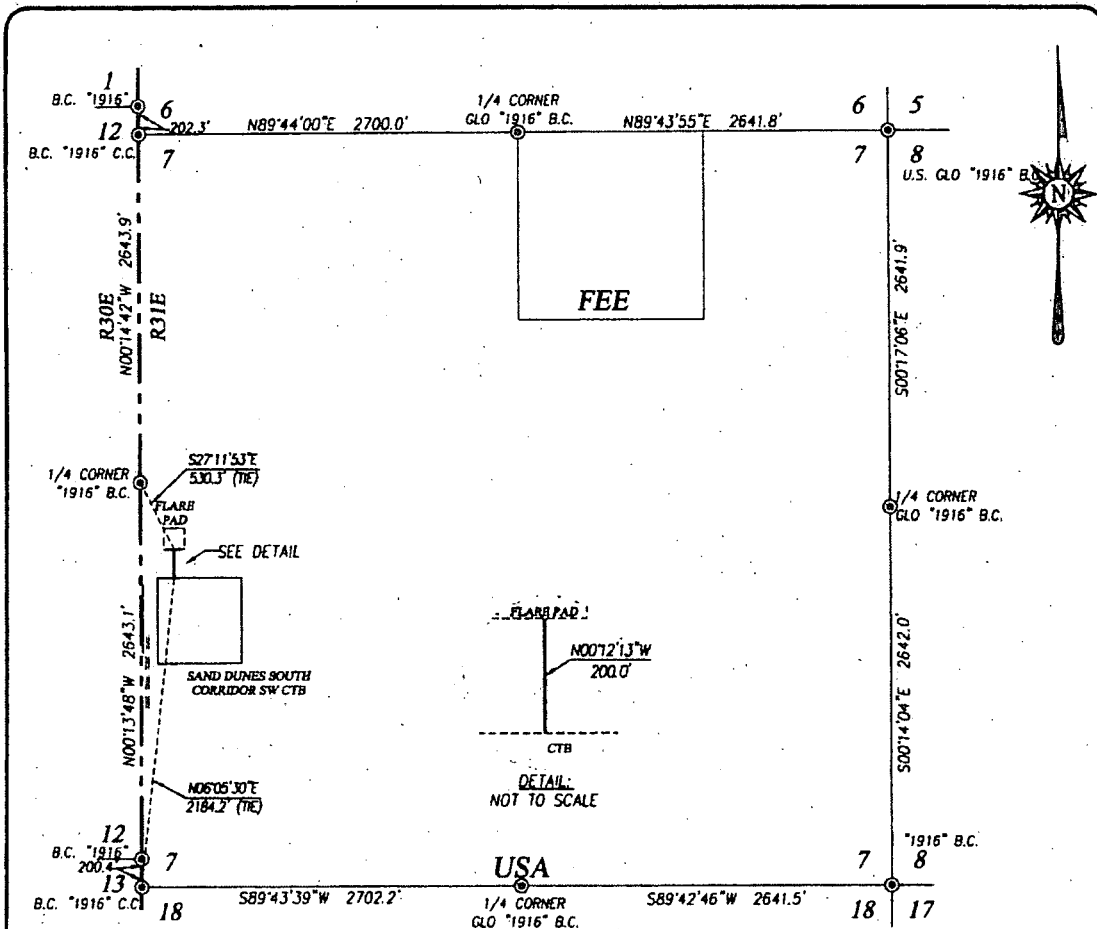 1
B.C. "1916"
6
202.3'
12
B.C. "1916" C.C.
7
N89°44'00"E 2700.0'
1/4 CORNER
GLO "1916" B.C.
N89°43'55"E 2641.8'
6 5
7 8
U.S. GLO "1916" B.C.
N
R30E
R31E
N00°14'42"W 2643.9'
FEE
S00°17'06"E 2641.9'
1/4 CORNER
"1916" B.C.
S27°11'53"E
530.3' (TIE)
FLARE
PAD
SEE DETAIL
1/4 CORNER
GLO "1916" B.C.
SAND DUNES SOUTH
CORRIDOR SW CTB
N00°13'48"W 2643.1'
FLARE PAD
N00°12'13"W
200.0'
CTB
DETAIL:
NOT TO SCALE
S00°14'04"E 2642.0'
N06°05'30"E
2184.2' (TIE)
12
B.C. "1916"
7
200.4'
13
B.C. "1916" C.C.
18
S89°43'39"W 2702.2'
USA
1/4 CORNER
GLO "1916" B.C.
S89°42'46"W 2641.5'
"1916" B.C.
7 8
18 17